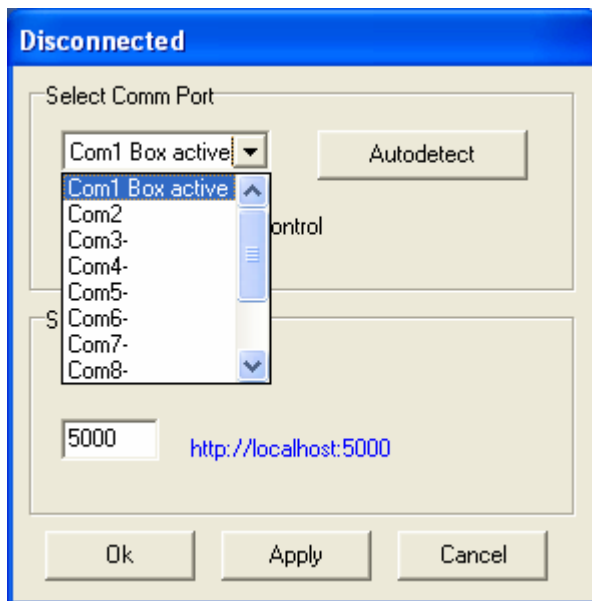 Disconnected
Select Comm Port
Com1 Box active
Autodetect
Com1 Box active
Com2
Com3-
ontrol
Com4-
Com5-
Com6-
S
Com7-
Com8-
5000
http://localhost:5000
Ok
Apply
Cancel